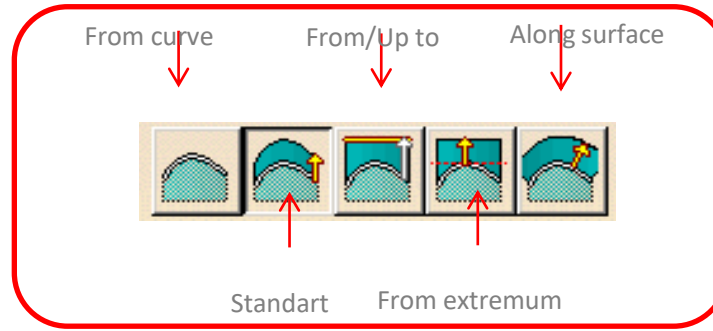 From curve
From/Up to
Along surface
Standart
From extremum